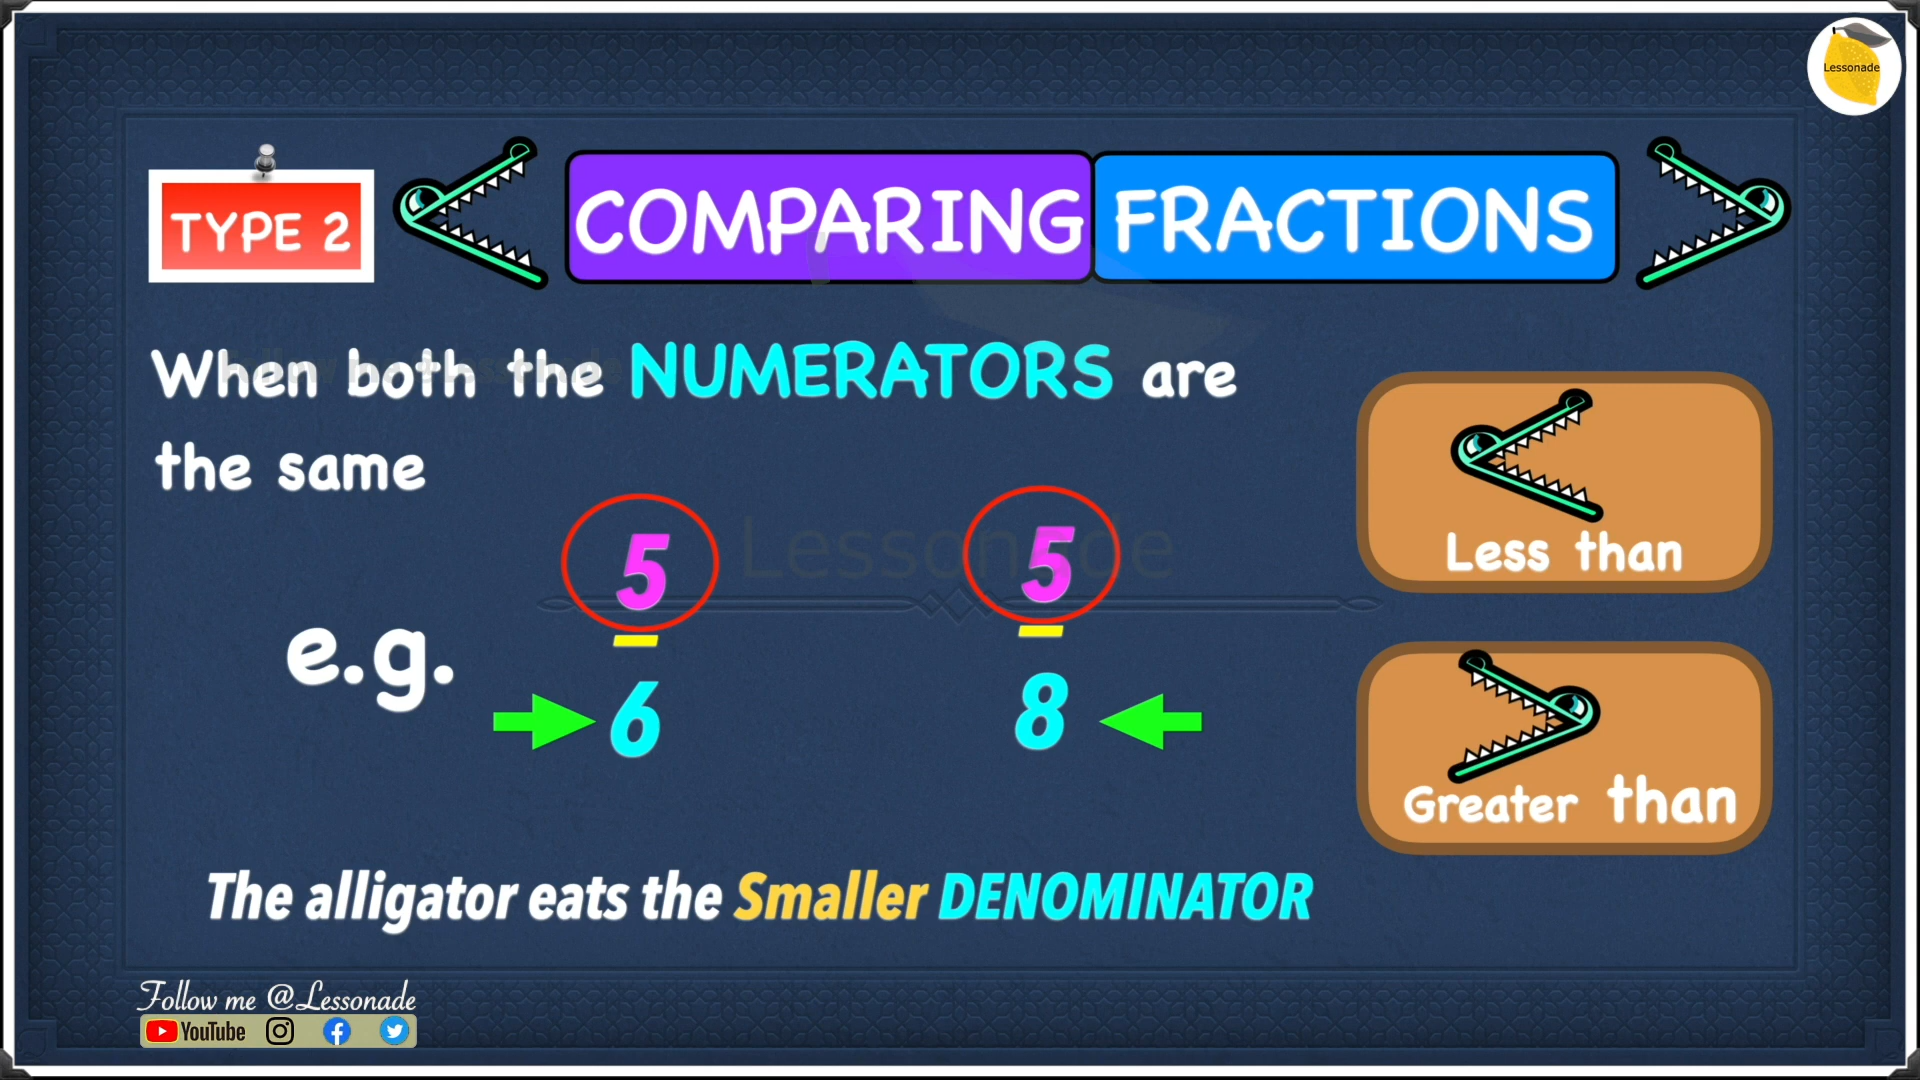 Lessonade
TYPE 2
COMPARING FRACTIONS
When both the NUMERATORS are
the same
Lessonade
e.g.
5 5
6 8
Less than
Greater than
The alligator eats the Smaller DENOMINATOR
Follow me @Lessonade
YouTube